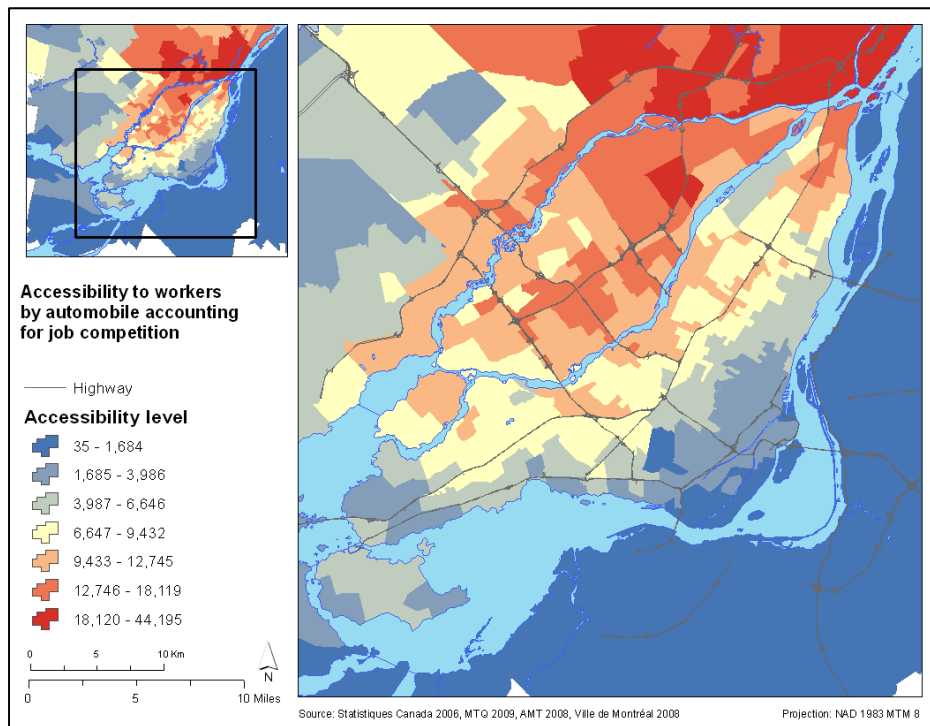 Accessibility to workers
by automobile accounting
for job competition
Highway
Accessibility level
35 - 1,684
1,685 - 3,986
3,987 - 6,646
6,647 - 9,432
9,433 - 12,745
12,746 - 18,119
18,120 - 44,195
0 5 10 Km
N
0 5 10 Miles
Source: Statistiques Canada 2006, MTQ 2009, AMT 2008, Ville de Montréal 2008
Projection: NAD 1983 MTM 8